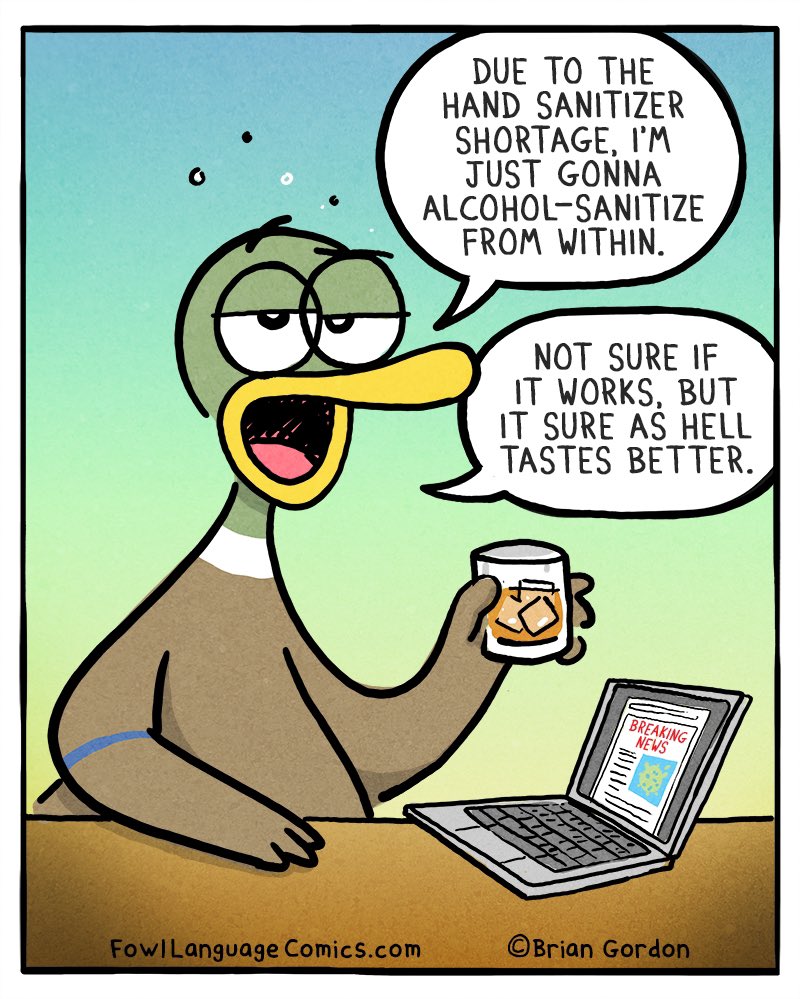 DUE TO THE
HAND SANITIZER
SHORTAGE, I'M
JUST GONNA
ALCOHOL-SANITIZE
FROM WITHIN.
NOT SURE IF
IT WORKS, BUT
IT SURE AS HELL
TASTES BETTER.
BREAKING
NEWS
FowlLanguageComics.com
©Brian Gordon